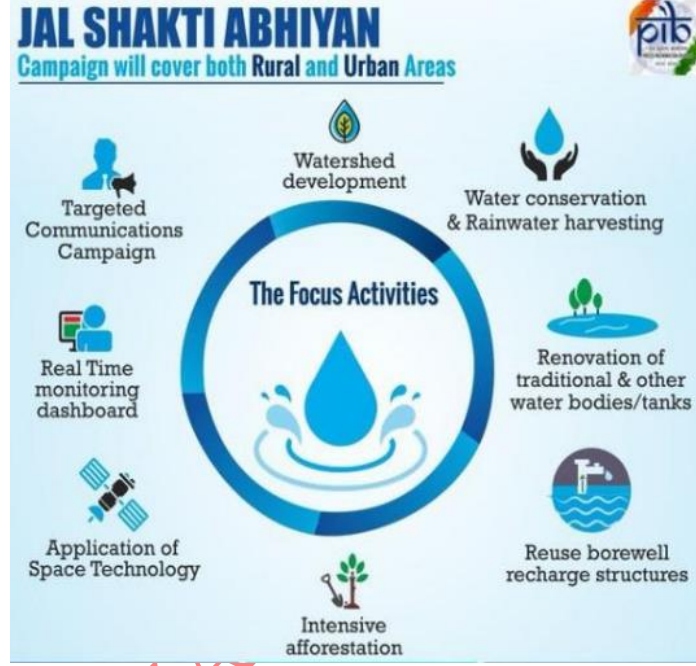 JAL SHAKTI ABHIYAN
Campaign will cover both Rural and Urban Areas
pib
Watershed
development
Water conservation
& Rainwater harvesting
Targeted
Communications
Campaign
The Focus Activities
Real Time
monitoring
dashboard
Renovation of
traditional & other
water bodies/tanks
Application of
Space Technology
Reuse borewell
recharge structures
Intensive
afforestation